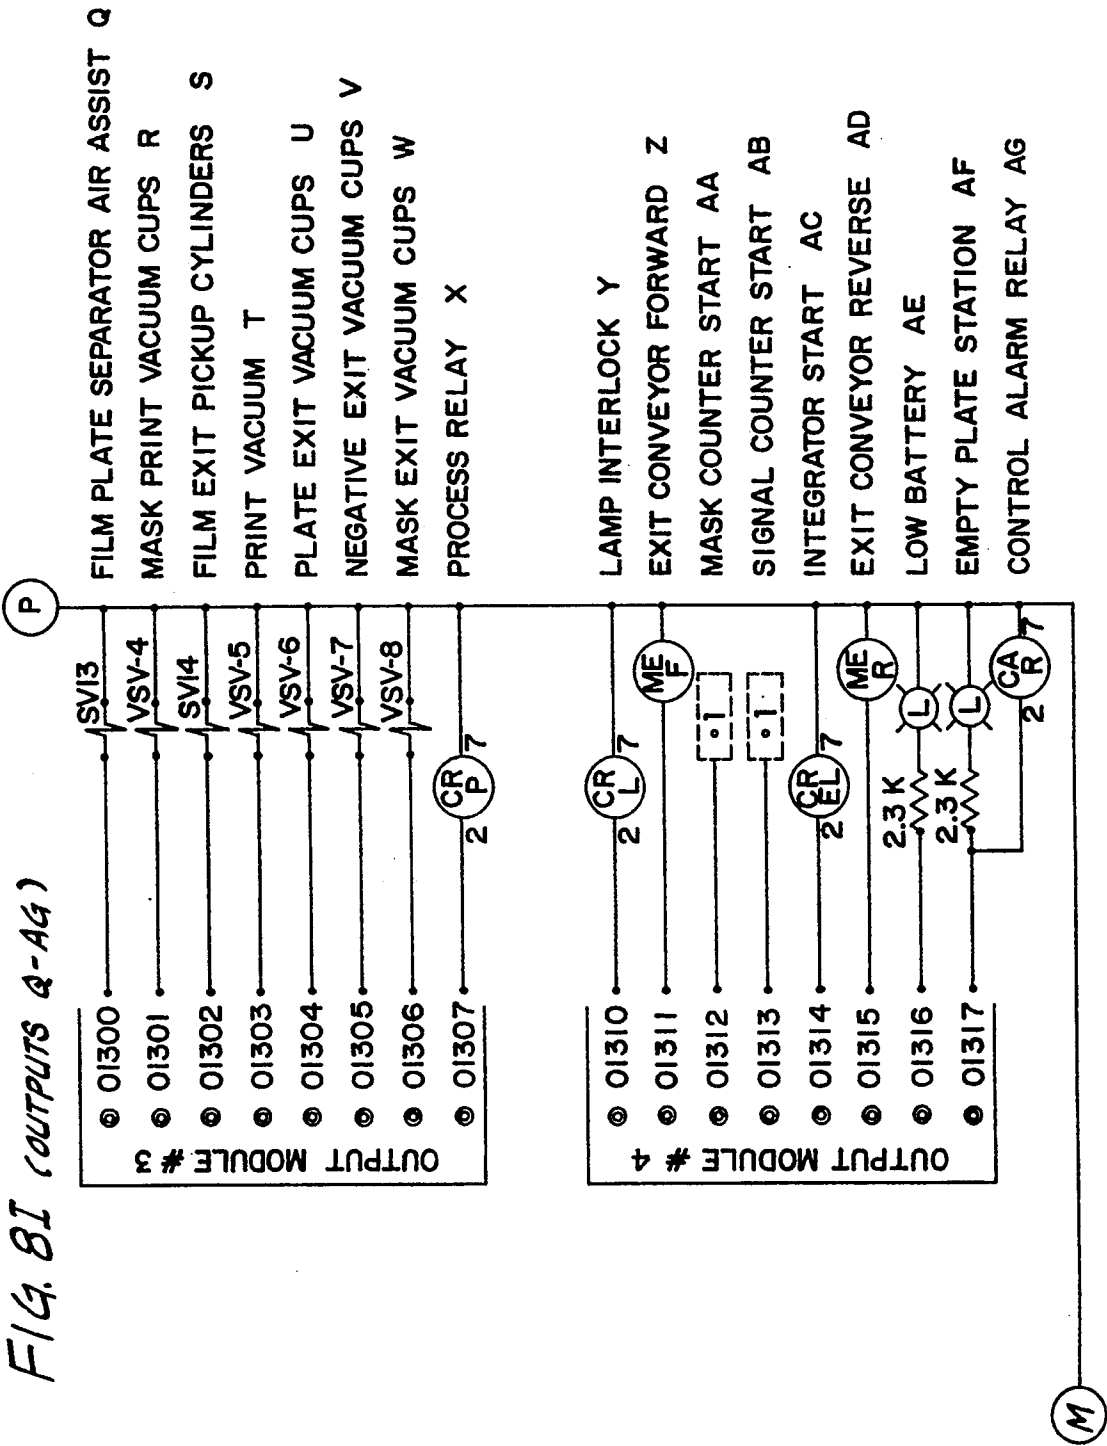 FIG. 8I (OUTPUTS Q-AG)
P
OUTPUT MODULE #3
01300 SV13 FILM PLATE SEPARATOR AIR ASSIST Q
01301 VSV-4 MASK PRINT VACUUM CUPS R
01302 SV14 FILM EXIT PICKUP CYLINDERS S
01303 VSV-5 PRINT VACUUM T
01304 VSV-6 PLATE EXIT VACUUM CUPS U
01305 VSV-7 NEGATIVE EXIT VACUUM CUPS V
01306 VSV-8 MASK EXIT VACUUM CUPS W
01307 2 CR P 7 PROCESS RELAY X
OUTPUT MODULE #4
01310 2 CR L 7 LAMP INTERLOCK Y
01311 ME F EXIT CONVEYOR FORWARD Z
01312 1 MASK COUNTER START AA
01313 1 SIGNAL COUNTER START AB
01314 2 CR EL 7 INTEGRATOR START AC
01315 ME R EXIT CONVEYOR REVERSE AD
01316 2.3 K L LOW BATTERY AE
01317 2.3 K L EMPTY PLATE STATION AF
2 CA R 7 CONTROL ALARM RELAY AG
M